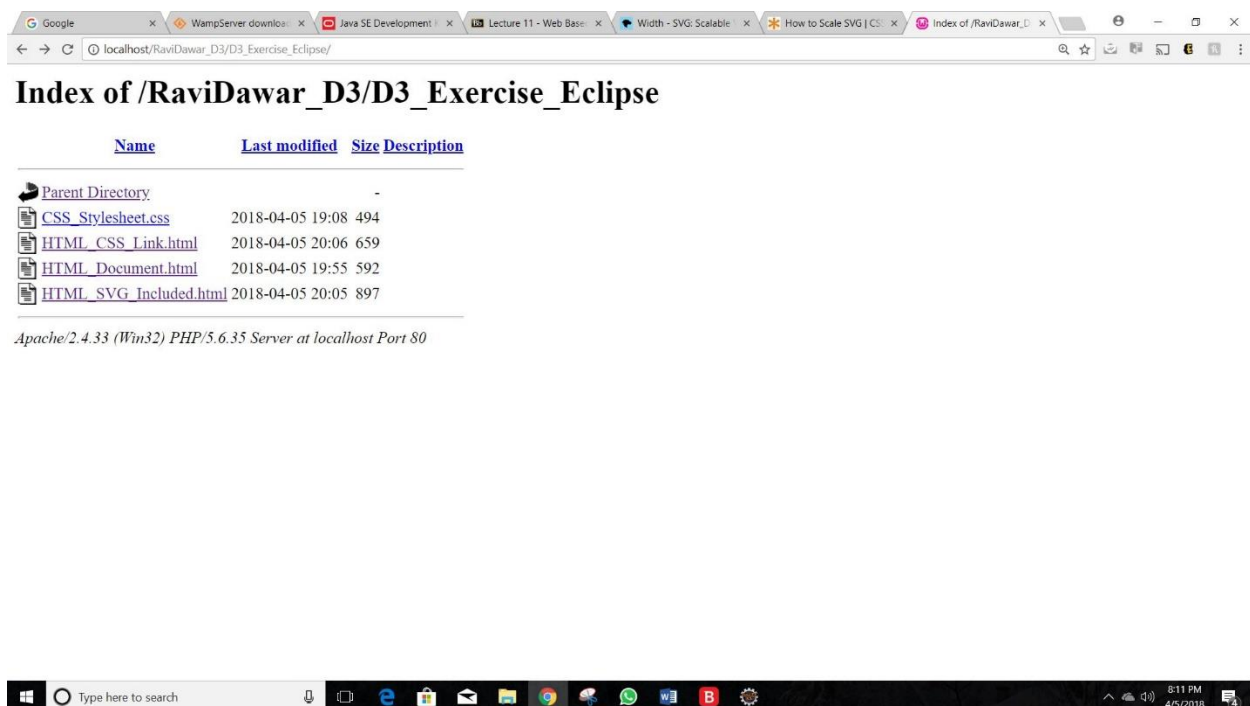 Google
WampServer downloa
Java SE Development
Lecture 11 - Web Base
Width - SVG: Scalable
How to Scale SVG | CS
Index of /RaviDawar_D
localhost/RaviDawar_D3/D3_Exercise_Eclipse/
Index of /RaviDawar_D3/D3_Exercise_Eclipse
Name Last modified Size Description
Parent Directory -
CSS_Stylesheet.css 2018-04-05 19:08 494
HTML_CSS_Link.html 2018-04-05 20:06 659
HTML_Document.html 2018-04-05 19:55 592
HTML_SVG_Included.html 2018-04-05 20:05 897
Apache/2.4.33 (Win32) PHP/5.6.35 Server at localhost Port 80
Type here to search
8:11 PM
4/5/2018